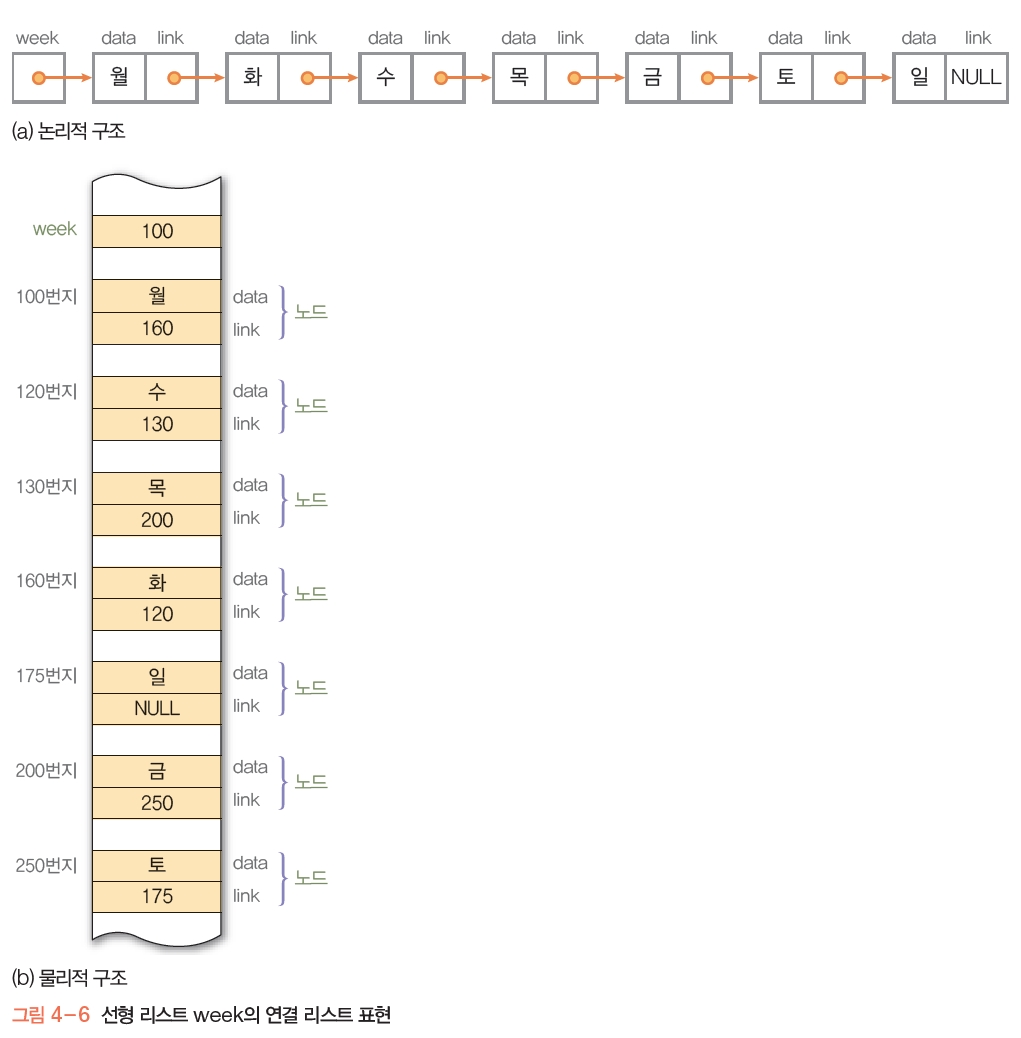 week data link data link data link data link data link data link data link
월 화 수 목 금 토 일 NULL
(a) 논리적 구조
week 100
100번지 월 data
160 link
노드
120번지 수 data
130 link
노드
130번지 목 data
200 link
노드
160번지 화 data
120 link
노드
175번지 일 data
NULL link
노드
200번지 금 data
250 link
노드
250번지 토 data
175 link
노드
(b) 물리적 구조
그림 4-6 선형 리스트 week의 연결 리스트 표현